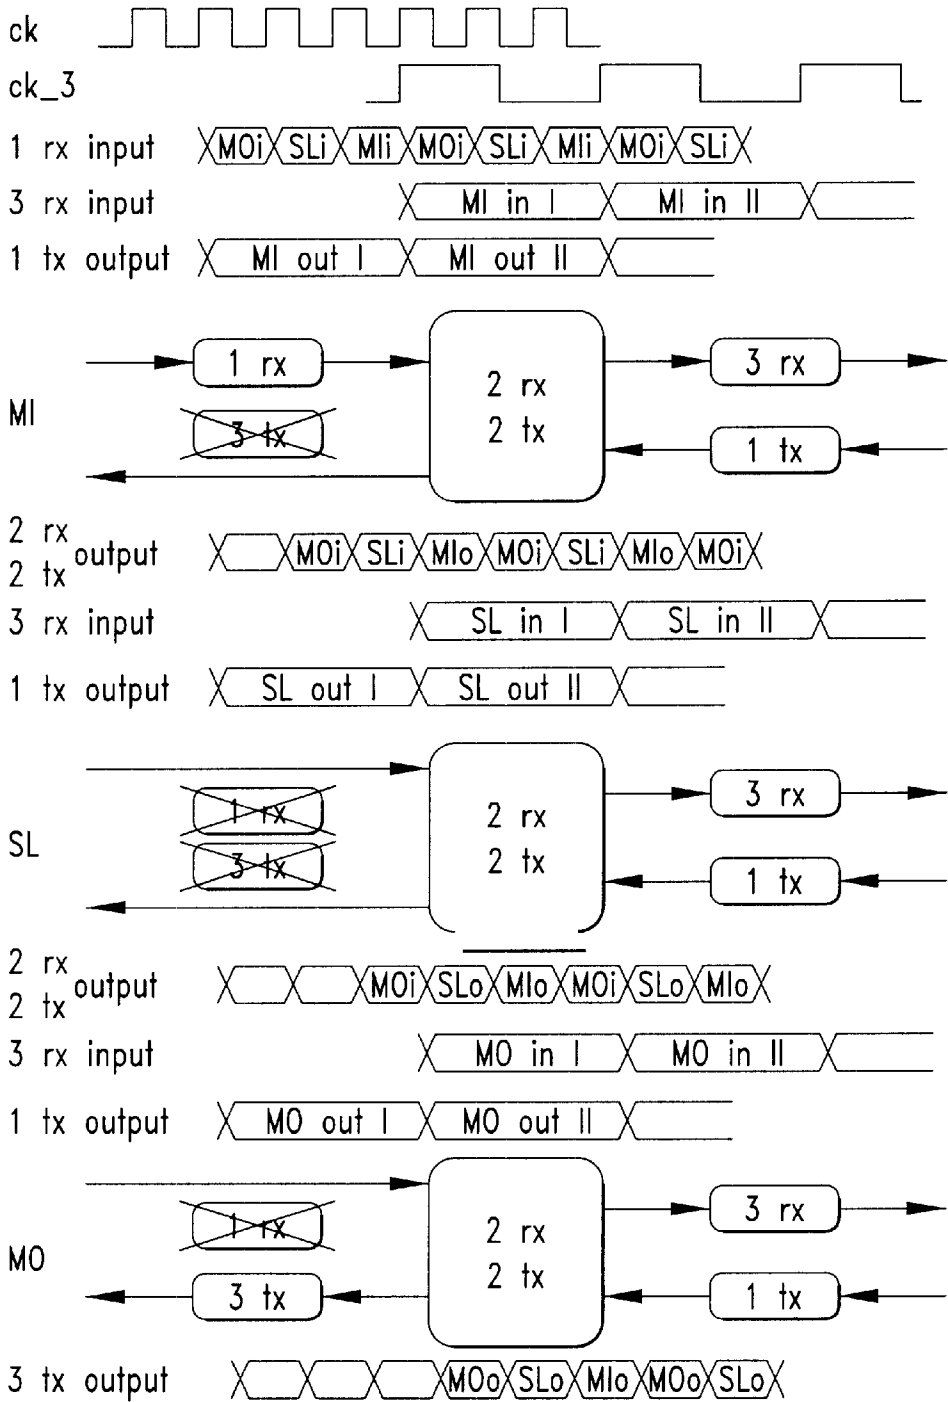 ck
ck_3
1 rx input MOi SLi MIi MOi SLi MIi MOi SLi
3 rx input MI in I MI in II
1 tx output MI out I MI out II
1 rx 3 rx
2 rx
MI
3 tx 2 tx 1 tx
2 rx
output MOi SLi MIo MOi SLi MIo MOi
2 tx
3 rx input SL in I SL in II
1 tx output SL out I SL out II
3 rx
1 rx 2 rx
SL
3 tx 2 tx 1 tx
2 rx
output MOi SLo MIo MOi SLo MIo
2 tx
3 rx input MO in I MO in II
1 tx output MO out I MO out II
3 rx
1 rx 2 rx
MO
2 tx
3 tx 1 tx
3 tx output MOo SLo MIo MOo SLo